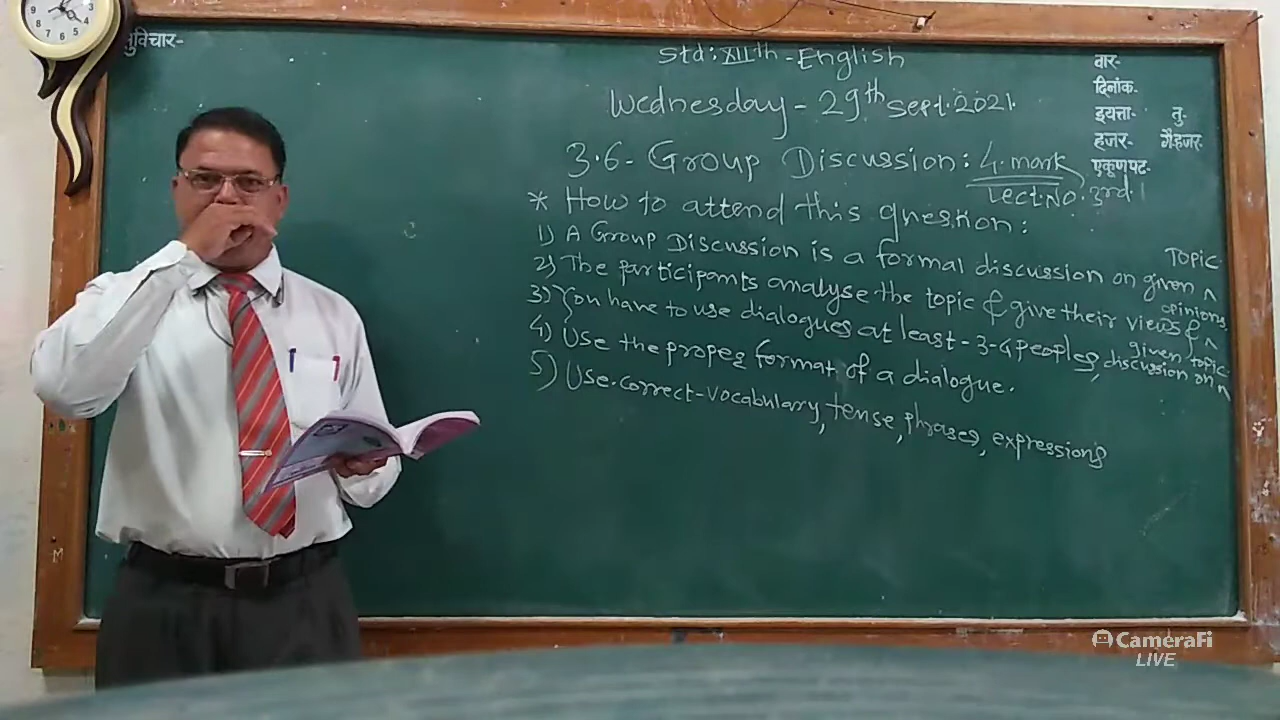 सुविचार-
Std: XIIth - English
Wednesday - 29th Sept. 2021.
3.6 - Group Discussion: 4. mark
Lect. No. 3rd.
* How to attend this question:
1) A Group Discussion is a formal discussion on given ^ Topic.
2) The participants analyse the topic & give their views & ^ opinions.
3) You have to use dialogues at least - 3-4 peoples, discussion on ^ given topic.
4) Use the proper format of a dialogue.
5) Use. correct - vocabulary, tense, phrases, expressions
वार-
दिनांक-
इयत्ता- तु-
हजर- गैरहजर-
एकूणपट-
CameraFi
LIVE